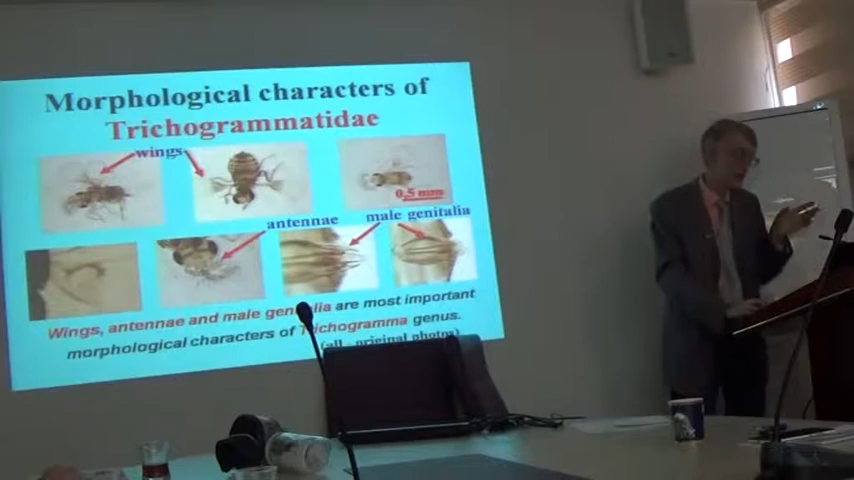 Morphological characters of
TrichogrammatidAE
wings
0,5 mm
antennae
male genitalia
Wings, antennae and male genitalia are most important
morphological characters of Trichogramma genus.
(all - original photos)